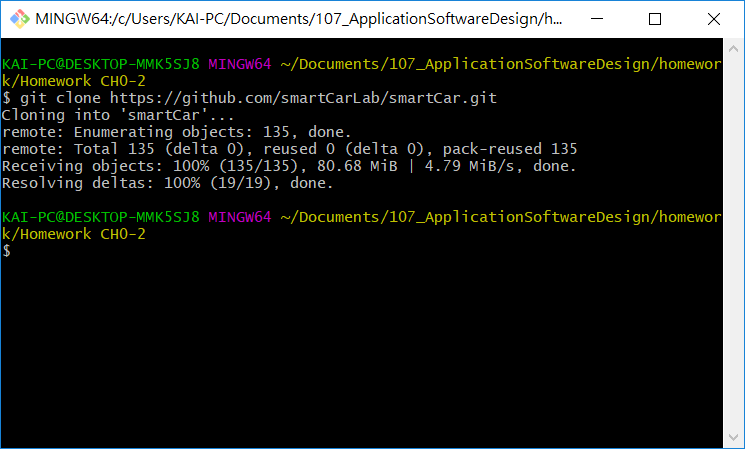 MINGW64:/c/Users/KAI-PC/Documents/107_ApplicationSoftwareDesign/h...
KAI-PC@DESKTOP-MMK5SJ8 MINGW64 ~/Documents/107_ApplicationSoftwareDesign/homewor
k/Homework CH0-2
$ git clone https://github.com/smartCarLab/smartCar.git
Cloning into 'smartCar'...
remote: Enumerating objects: 135, done.
remote: Total 135 (delta 0), reused 0 (delta 0), pack-reused 135
Receiving objects: 100% (135/135), 80.68 MiB | 4.79 MiB/s, done.
Resolving deltas: 100% (19/19), done.
KAI-PC@DESKTOP-MMK5SJ8 MINGW64 ~/Documents/107_ApplicationSoftwareDesign/homewor
k/Homework CH0-2
$